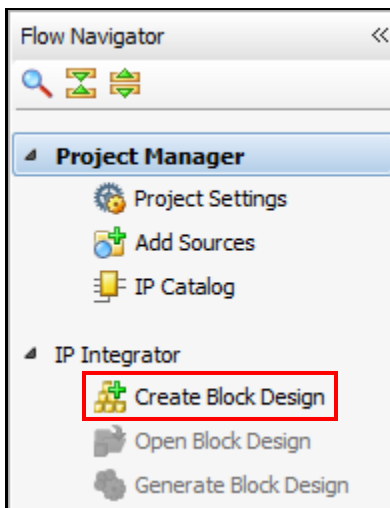 Flow Navigator
Project Manager
Project Settings
Add Sources
IP Catalog
IP Integrator
Create Block Design
Open Block Design
Generate Block Design